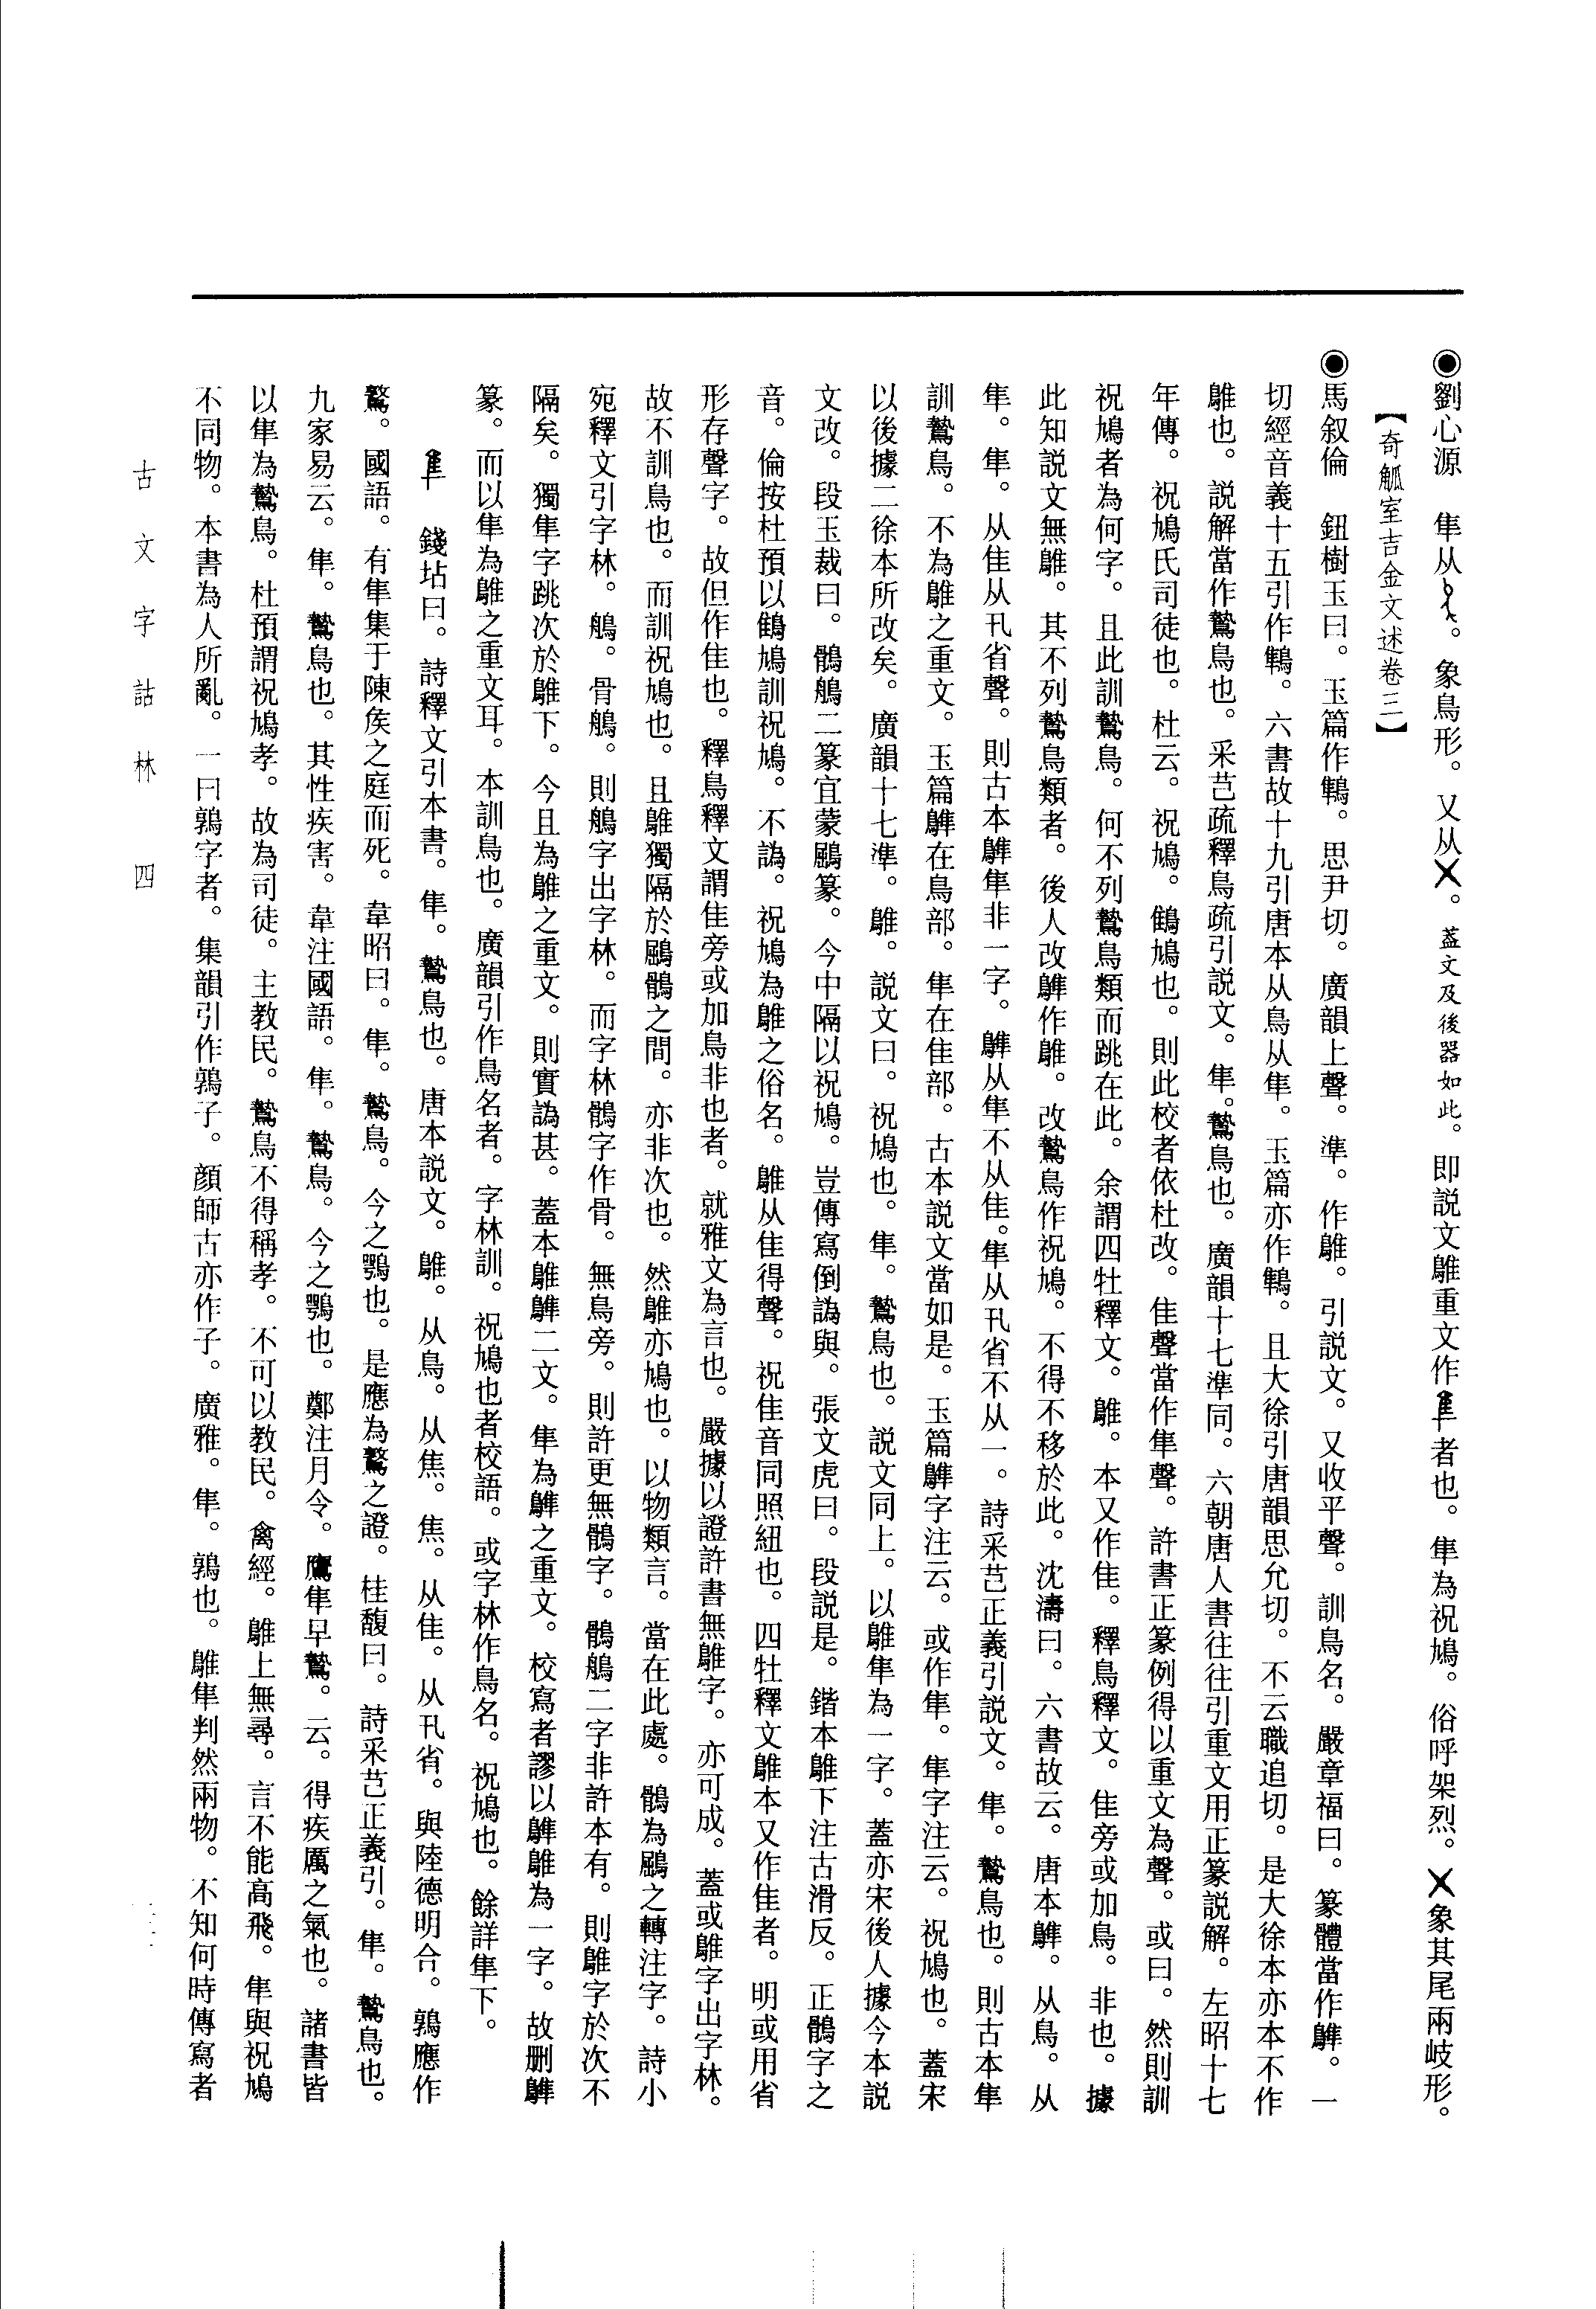 ◉劉心源　隼从。象鳥形。又从。蓋文及後器如此。即説文鵻重文作者也。隼為祝鳩。俗呼架烈。象其尾兩岐形。
【奇觚室吉金文述卷三】
◉馬叙倫　鈕樹玉曰。玉篇作鶽。思尹切。廣韻上聲。準。作鵻。引説文。又收平聲。訓鳥名。嚴章福曰。篆體當作鵻。一
切經音義十五引作鶽。六書故十九引唐本从鳥从隼。玉篇亦作鶽。且大徐引唐韻思允切。不云職追切。是大徐本亦本不作
鵻也。説解當作鷙鳥也。采芑疏釋鳥疏引説文。隼。鷙鳥也。廣韻十七準同。六朝唐人書往往引重文用正篆説解。左昭十七
年傳。祝鳩氏司徒也。杜云。祝鳩。鶴鳩也。則此校者依杜改。隹聲當作隼聲。許書正篆例得以重文為聲。或曰。然則訓
祝鳩者為何字。且此訓鷙鳥。何不列鷙鳥類而跳在此。余謂四牡釋文。鵻。本又作隹。釋鳥釋文。隹旁或加鳥。非也。據
此知説文無鵻。其不列鷙鳥類者。後人改鶽作鵻。改鷙鳥作祝鳩。不得不移於此。沈濤曰。六書故云。唐本鶽。从鳥。从
隼。隼。从隹从卂省聲。則古本鶽隼非一字。鶽从隼不从隹。隼从卂省不从一。詩采芑正義引説文。隼。鷙鳥也。則古本隼
訓鷙鳥。不為鵻之重文。玉篇鶽在鳥部。隼在隹部。古本説文當如是。玉篇鶽字注云。或作隼。隼字注云。祝鳩也。蓋宋
以後據二徐本所改矣。廣韻十七準。鵻。説文曰。祝鳩也。隼。鷙鳥也。説文同上。以鵻隼為一字。蓋亦宋後人據今本説
文改。段玉裁曰。鶻鵃二篆宜蒙鶌篆。今中隔以祝鳩。豈傳寫倒譌與。張文虎曰。段説是。鍇本鵻下注古滑反。正鶻字之
音。倫按杜預以鶴鳩訓祝鳩。不譌。祝鳩為鵻之俗名。鵻从隹得聲。祝隹音同照紐也。四牡釋文鵻本又作隹者。明或用省
形存聲字。故但作隹也。釋鳥釋文謂隹旁或加鳥非也者。就雅文為言也。嚴據以證許書無鵻字。亦可成。蓋或鵻字出字林。
故不訓鳥也。而訓祝鳩也。且鵻獨隔於鶌鶻之間。亦非次也。然鵻亦鳩也。以物類言。當在此處。鶻為鶌之轉注字。詩小
宛釋文引字林。鵃。骨鵃。則鵃字出字林。而字林鶻字作骨。無鳥旁。則許更無鶻字。鶻鵃二字非許本有。則鵻字於次不
隔矣。獨隼字跳次於鵻下。今且為鵻之重文。則實譌甚。蓋本鵻鶽二文。隼為鶽之重文。校寫者謬以鶽鵻為一字。故删鶽
篆。而以隼為鵻之重文耳。本訓鳥也。廣韻引作鳥名者。字林訓。祝鳩也者校語。或字林作鳥名。祝鳩也。餘詳隼下。
錢坫曰。詩釋文引本書。隼。鷙鳥也。唐本説文。鵻。从鳥。从焦。焦。从隹。从卂省。與陸德明合。鶉應作
鷻。國語。有隼集于陳矦之庭而死。韋昭曰。隼。鷙鳥。今之鶚也。是應為鷻之證。桂馥曰。詩采芑正義引。隼。鷙鳥也。
九家易云。隼。鷙鳥也。其性疾害。韋注國語。隼。鷙鳥。今之鶚也。鄭注月令。鷹隼早鷙。云。得疾厲之氣也。諸書皆
以隼為鷙鳥。杜預謂祝鳩孝。故為司徒。主教民。鷙鳥不得稱孝。不可以教民。禽經。鵻上無尋。言不能高飛。隼與祝鳩
不同物。本書為人所亂。一曰鶉字者。集韻引作鶉子。顔師古亦作子。廣雅。隼。鶉也。鵻隼判然兩物。不知何時傳寫者
古文字詁林　四